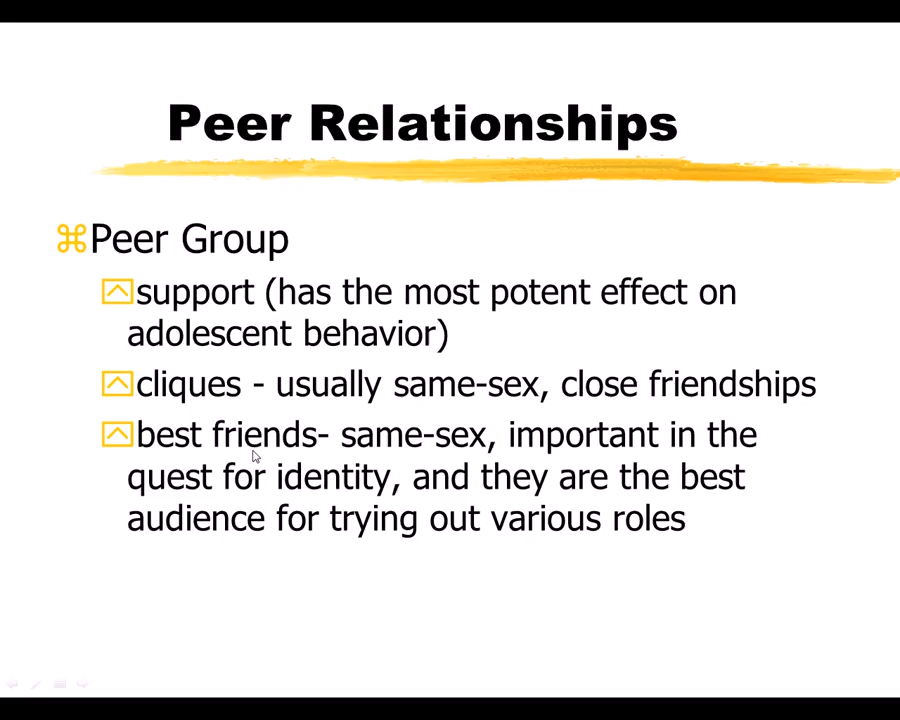 Peer Relationships
⌘Peer Group
support (has the most potent effect on
adolescent behavior)
cliques - usually same-sex, close friendships
best friends- same-sex, important in the
quest for identity, and they are the best
audience for trying out various roles